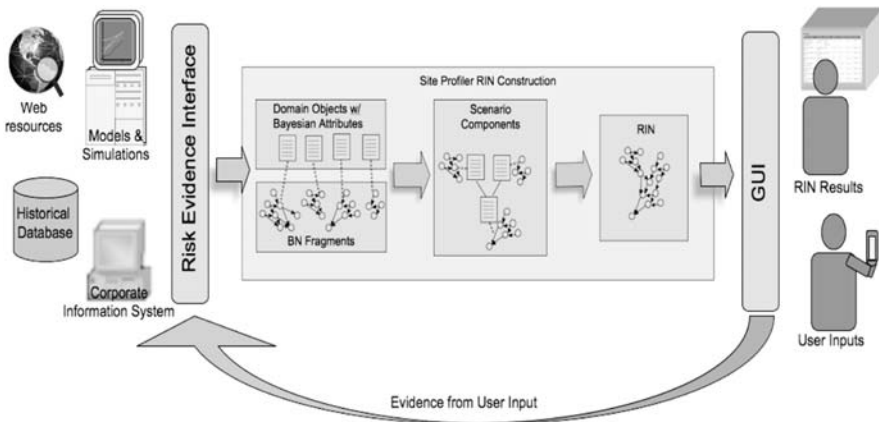 Web
resources
Models &
Simulations
Historical
Database
Corporate
Information System
Risk Evidence Interface
Site Profiler RIN Construction
Domain Objects w/
Bayesian Attributes
BN Fragments
Scenario
Components
RIN
GUI
RIN Results
User Inputs
Evidence from User Input